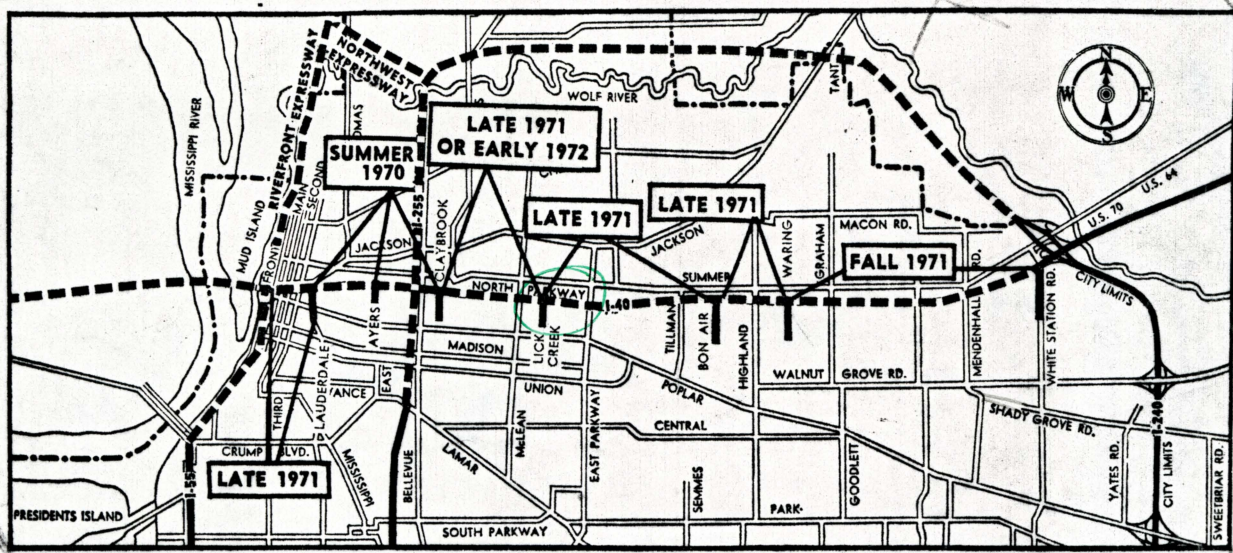 RIVERFRONT EXPRESSWAY
NORTHWEST
EXPRESSWAY
WOLF RIVER
N
W
E
S
MISSISSIPPI RIVER
MUD ISLAND
FRONT
MAIN
SECOND
SUMMER
1970
LATE 1971
OR EARLY 1972
LATE 1971
LATE 1971
FALL 1971
I-255
CLAYBROOK
JACKSON
JACKSON
SUMMER
WARING
GRAHAM
MACON RD.
U.S. 64
U.S. 70
CITY LIMITS
NORTH PARKWAY
I-40
AYERS
MADISON
LICK
CREEK
TILLMAN
BON AIR
HIGHLAND
MENDENHALL RD.
WHITE STATION RD.
THIRD
LAUDERDALE
EAST
UNION
POPLAR
WALNUT GROVE RD.
SHADY GROVE RD.
I-240
McLEAN
EAST PARKWAY
CENTRAL
CRUMP BLVD.
MISSISSIPPI
BELLEVUE
LAMAR
SEMMES
GOODLETT
YATES RD.
CITY LIMITS
SWEETBRIAR RD.
I-55
LATE 1971
PRESIDENTS ISLAND
SOUTH PARKWAY
PARK